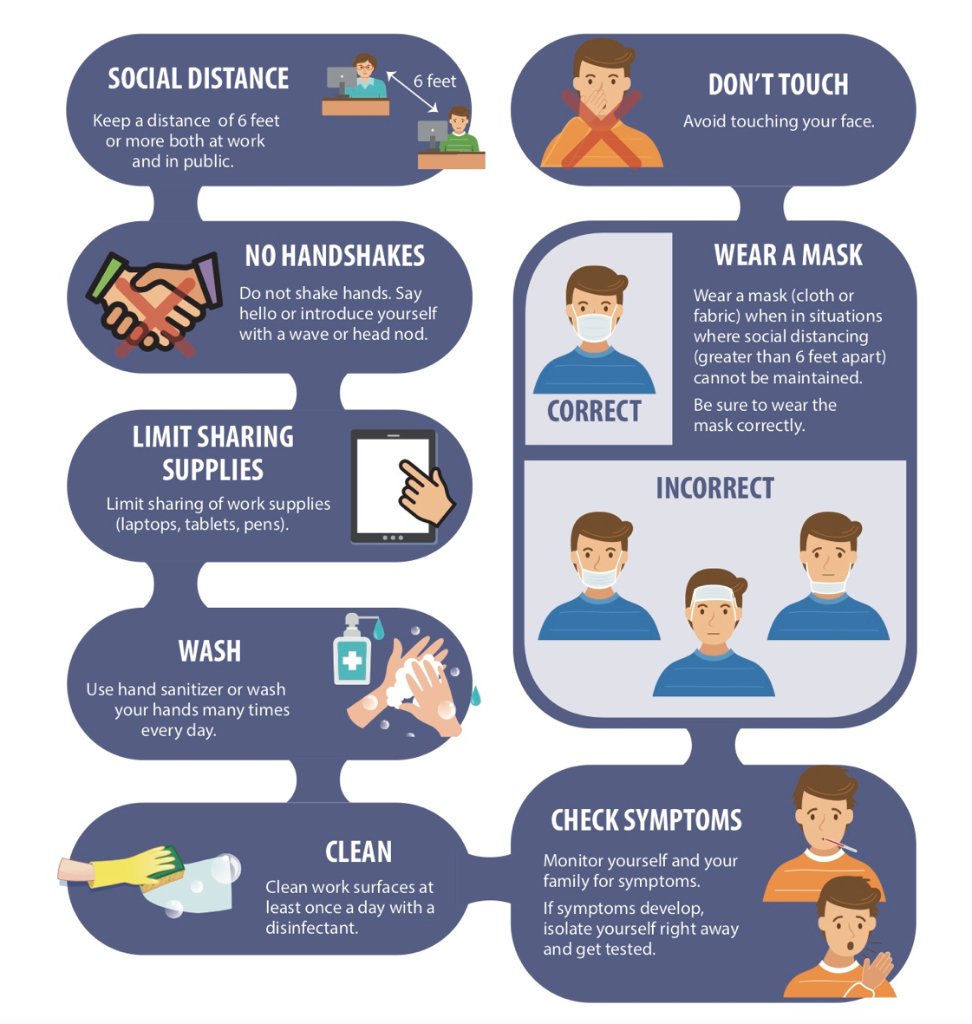 SOCIAL DISTANCE
6 feet
Keep a distance of 6 feet
or more both at work
and in public.
NO HANDSHAKES
Do not shake hands. Say
hello or introduce yourself
with a wave or head nod.
LIMIT SHARING
SUPPLIES
Limit sharing of work supplies
(laptops, tablets, pens).
WASH
Use hand sanitizer or wash
your hands many times
every day.
CLEAN
Clean work surfaces at
least once a day with a
disinfectant.
DON'T TOUCH
Avoid touching your face.
WEAR A MASK
Wear a mask (cloth or
fabric) when in situations
where social distancing
(greater than 6 feet apart)
cannot be maintained.
Be sure to wear the
mask correctly.
CORRECT
INCORRECT
CHECK SYMPTOMS
Monitor yourself and your
family for symptoms.
If symptoms develop,
isolate yourself right away
and get tested.